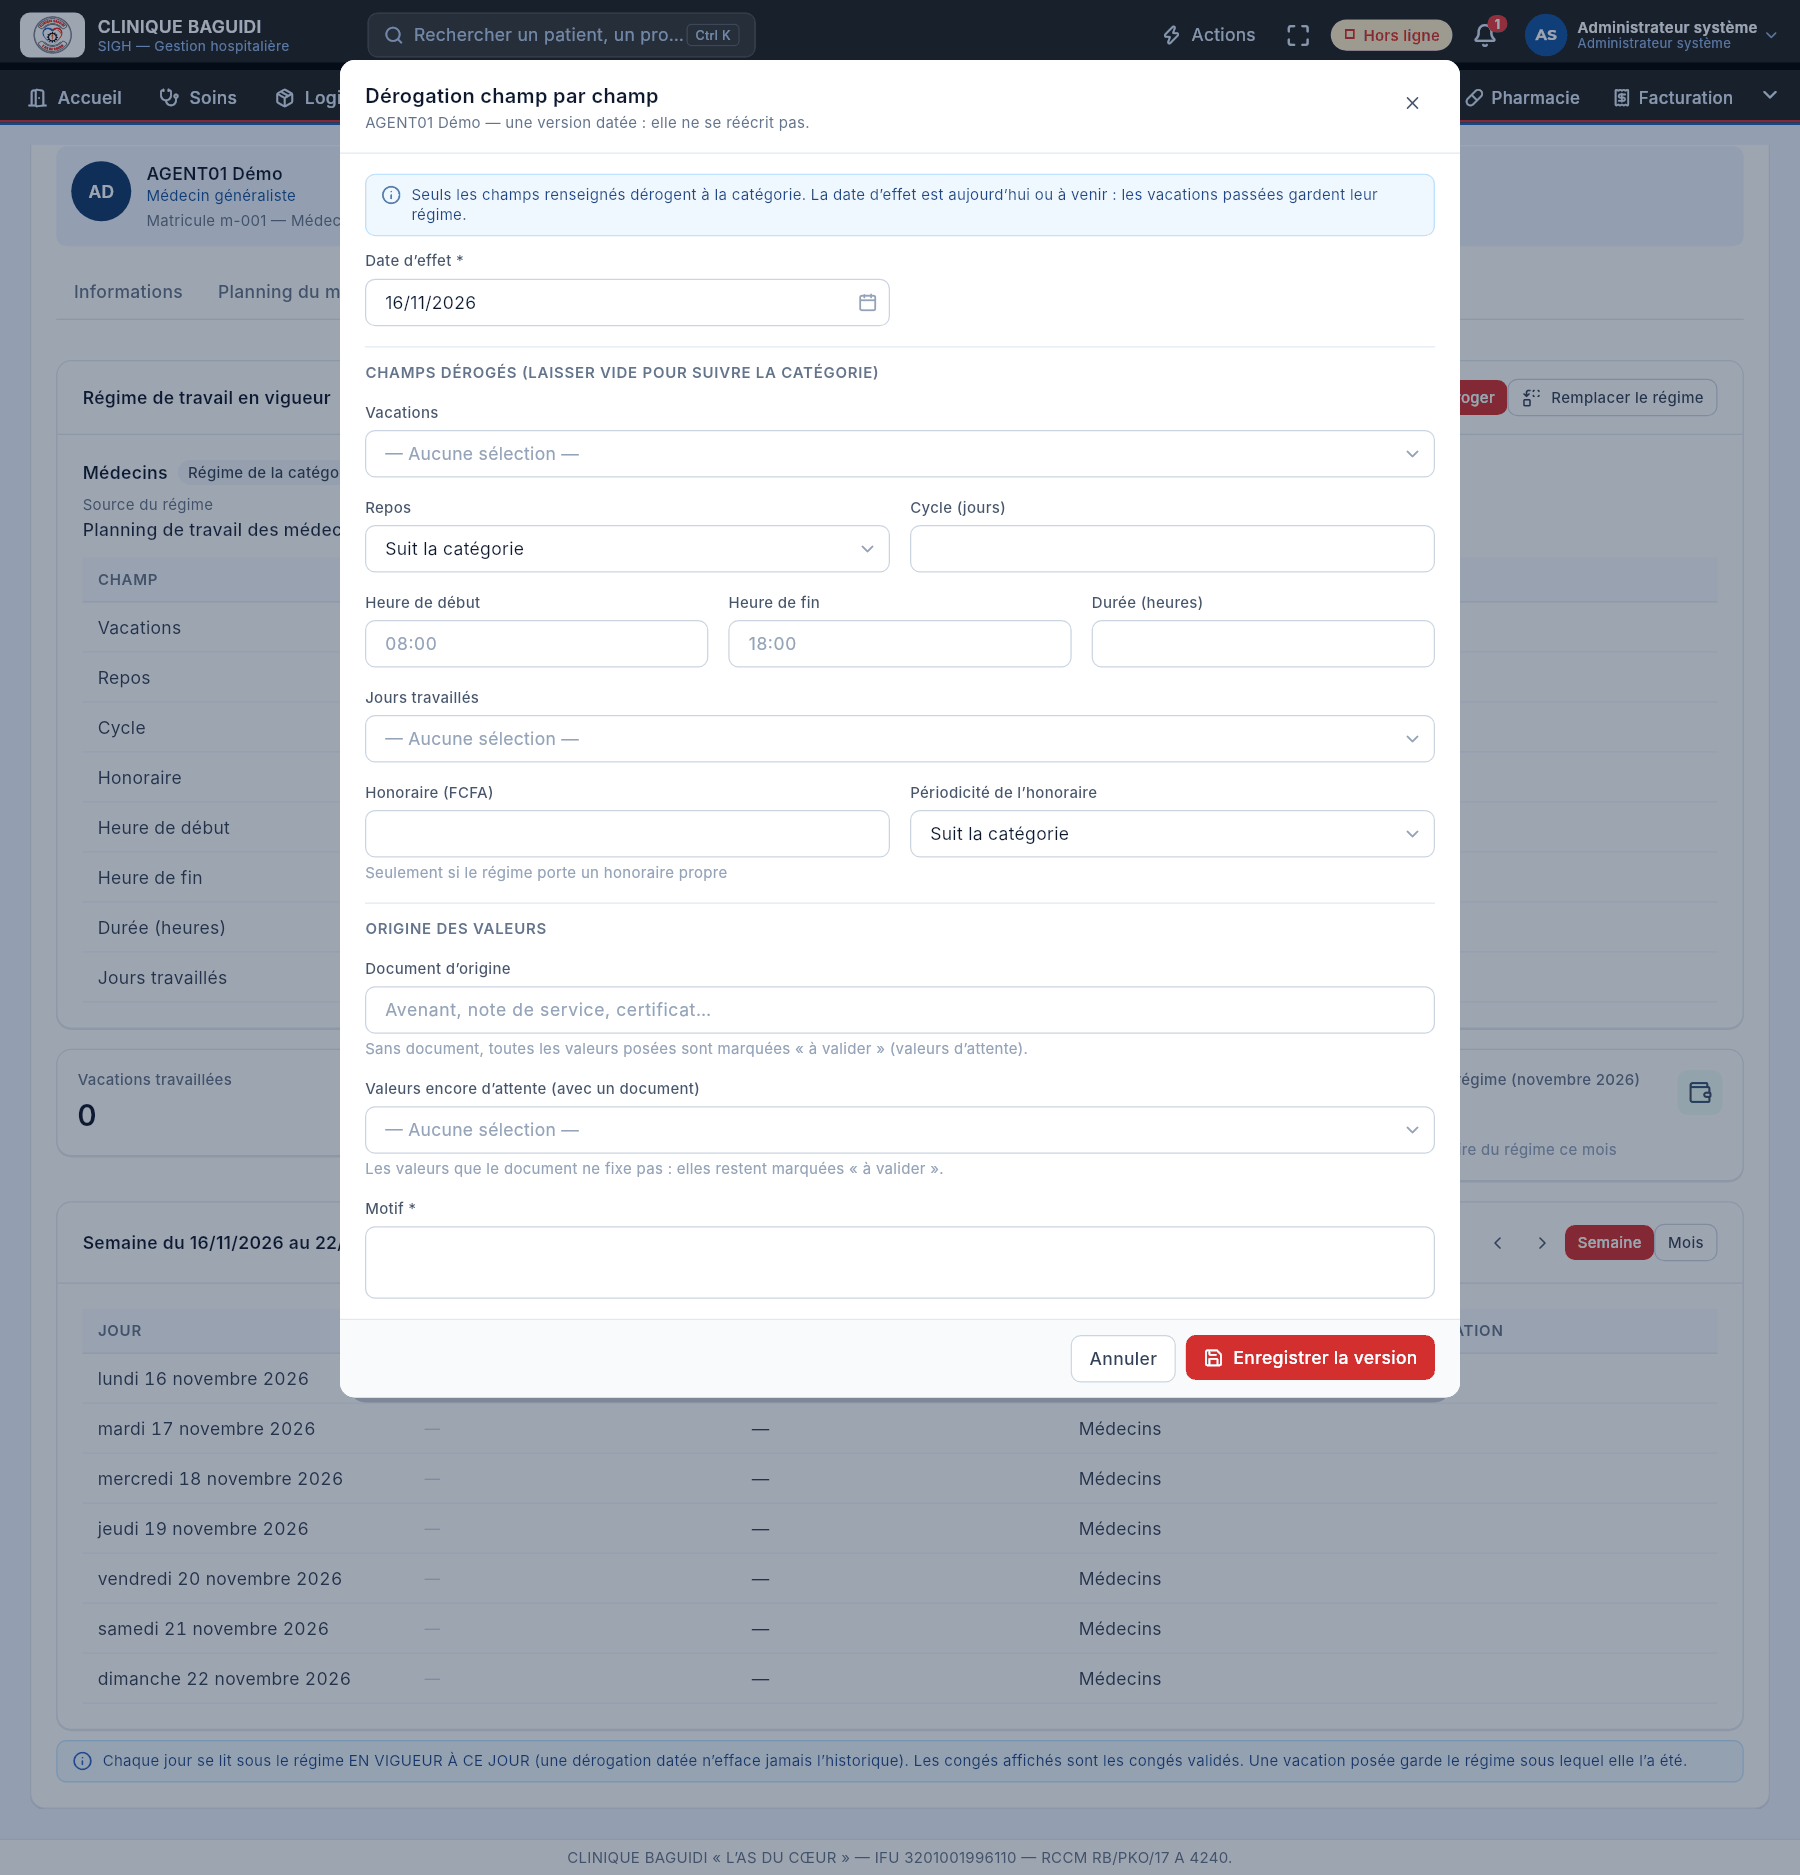 CLINIQUE BAGUIDI
SIGH — Gestion hospitalière
Rechercher un patient, un pro... Ctrl K
Actions
Hors ligne
1
AS
Administrateur système
Administrateur système
Accueil
Soins
Logi
Pharmacie
Facturation
Dérogation champ par champ
AGENT01 Démo — une version datée : elle ne se réécrit pas.
AD
AGENT01 Démo
Médecin généraliste
Matricule m-001 — Médec
Informations
Planning du m
Seuls les champs renseignés dérogent à la catégorie. La date d’effet est aujourd’hui ou à venir : les vacations passées gardent leur
régime.
Date d’effet *
16/11/2026
CHAMPS DÉROGÉS (LAISSER VIDE POUR SUIVRE LA CATÉGORIE)
Vacations
— Aucune sélection —
Repos
Suit la catégorie
Cycle (jours)
Heure de début
08:00
Heure de fin
18:00
Durée (heures)
Jours travaillés
— Aucune sélection —
Honoraire (FCFA)
Seulement si le régime porte un honoraire propre
Périodicité de l’honoraire
Suit la catégorie
ORIGINE DES VALEURS
Document d’origine
Avenant, note de service, certificat…
Sans document, toutes les valeurs posées sont marquées « à valider » (valeurs d’attente).
Valeurs encore d’attente (avec un document)
— Aucune sélection —
Les valeurs que le document ne fixe pas : elles restent marquées « à valider ».
Motif *
Annuler
Enregistrer la version
Régime de travail en vigueur
oger
Remplacer le régime
Médecins
Régime de la catégo
Source du régime
Planning de travail des médec
CHAMP
Vacations
Repos
Cycle
Honoraire
Heure de début
Heure de fin
Durée (heures)
Jours travaillés
Vacations travaillées
0
régime (novembre 2026)
ire du régime ce mois
Semaine du 16/11/2026 au 22/
Semaine
Mois
JOUR
ATION
lundi 16 novembre 2026
mardi 17 novembre 2026 — — Médecins
mercredi 18 novembre 2026 — — Médecins
jeudi 19 novembre 2026 — — Médecins
vendredi 20 novembre 2026 — — Médecins
samedi 21 novembre 2026 — — Médecins
dimanche 22 novembre 2026 — — Médecins
Chaque jour se lit sous le régime EN VIGUEUR À CE JOUR (une dérogation datée n’efface jamais l’historique). Les congés affichés sont les congés validés. Une vacation posée garde le régime sous lequel elle l’a été.
CLINIQUE BAGUIDI « L’AS DU CŒUR » — IFU 3201001996110 — RCCM RB/PKO/17 A 4240.